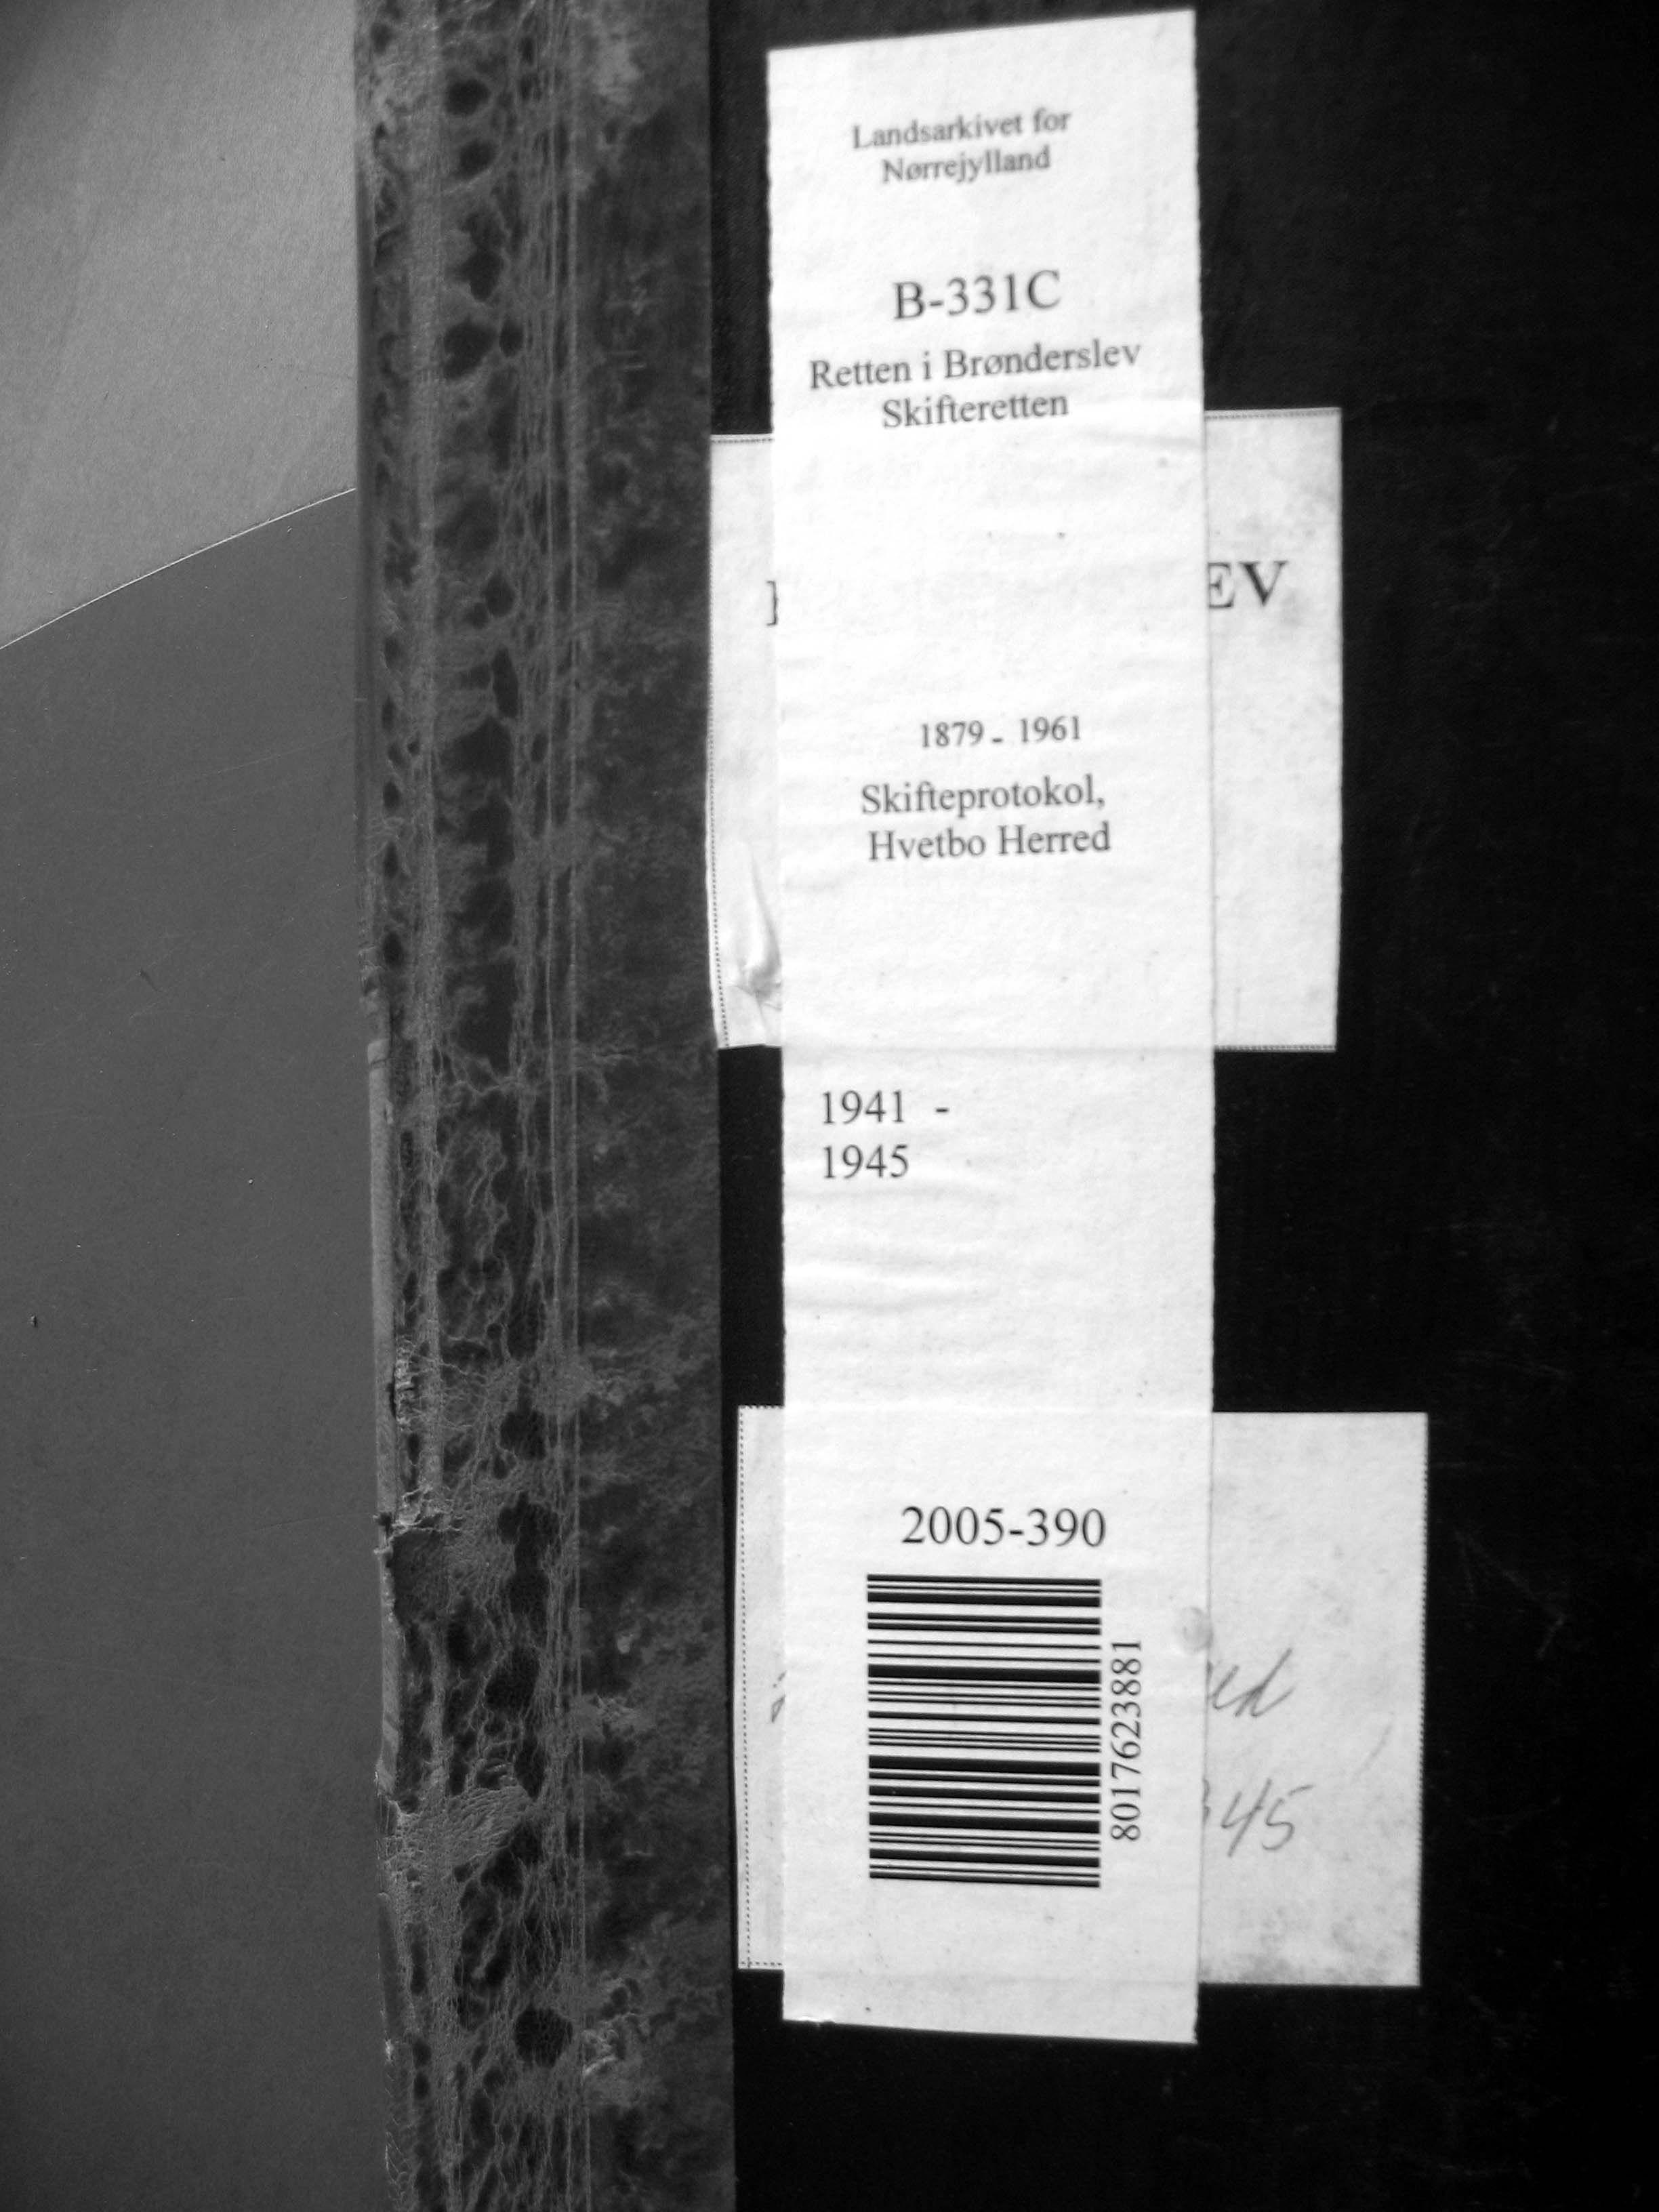 Landsarkivet for
Nørrejylland
B-331C
Retten i Brønderslev
Skifteretten
EV
1879 - 1961
Skifteprotokol,
Hvetbo Herred
1941 -
1945
2005-390
8017623881
45